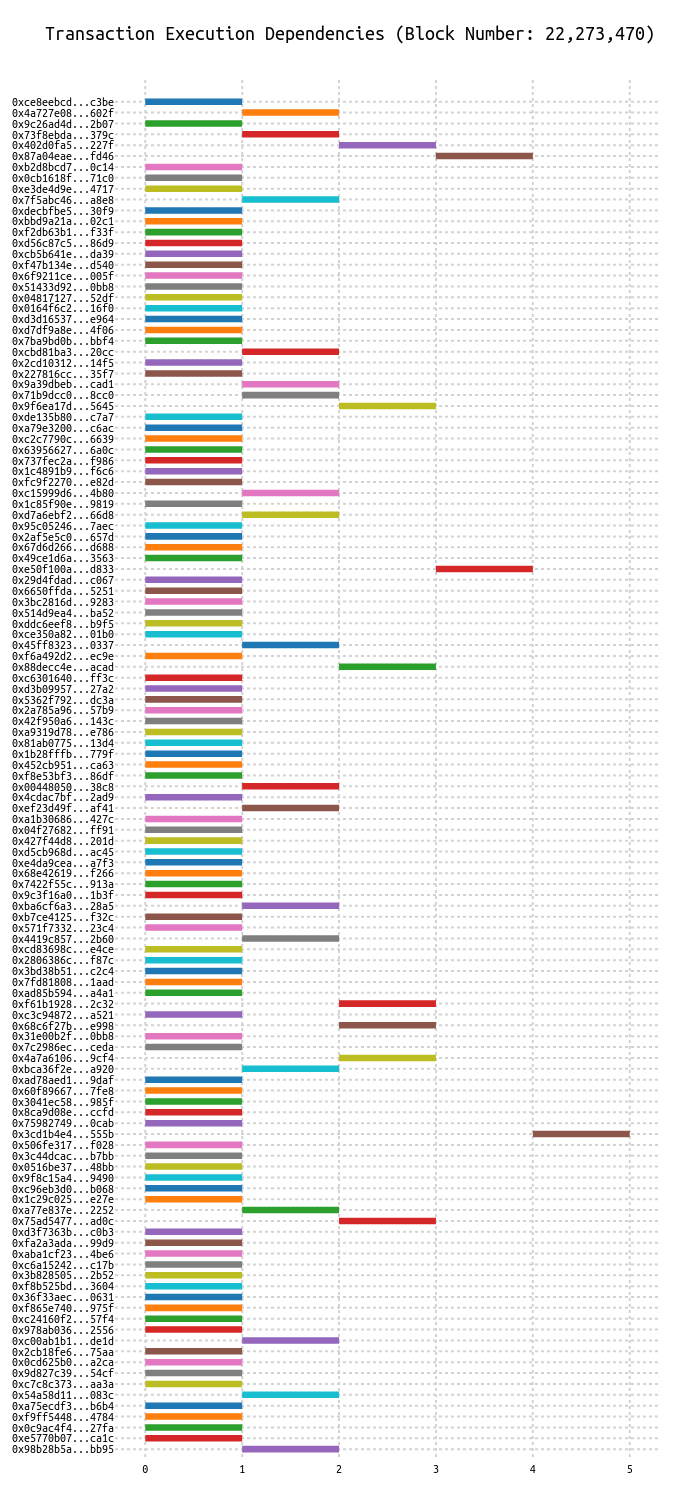 Transaction Execution Dependencies (Block Number: 22,273,470)
0xce8eebcd...c3be
0x4a727e08...602f
0x9c26ad4d...2b07
0x73f8ebda...379c
0x402d0fa5...227f
0x87a04eae...fd46
0xb2d8bcd7...0c14
0x0cb1618f...71c0
0xe3de4d9e...4717
0x7f5abc46...a8e8
0xdecbfbe5...30f9
0xbbd9a21a...02c1
0xf2db63b1...f33f
0xd56c87c5...86d9
0xcb5b641e...da39
0xf47b134e...d540
0x6f9211ce...005f
0x51433d92...0bb8
0x04817127...52df
0x0164f6c2...16f0
0xd3d16537...e964
0xd7df9a8e...4f06
0x7ba9bd0b...bbf4
0xcbd81ba3...20cc
0x2cd10312...14f5
0x227816cc...35f7
0x9a39dbeb...cad1
0x71b9dcc0...8cc0
0x9f6ea17d...5645
0xde135b80...c7a7
0xa79e3200...c6ac
0xc2c7790c...6639
0x63956627...6a0c
0x737fec2a...f986
0x1c4891b9...f6c6
0xfc9f2270...e82d
0xc15999d6...4b80
0x1c85f90e...9819
0xd7a6ebf2...66d8
0x95c05246...7aec
0x2af5e5c0...657d
0x67d6d266...d688
0x49ce1d6a...3563
0xe50f100a...d833
0x29d4fdad...c067
0x6650ffda...5251
0x3bc2816d...9283
0x514d9ea4...ba52
0xddc6eef8...b9f5
0xce350a82...01b0
0x45ff8323...0337
0xf6a492d2...ec9e
0x88decc4e...acad
0xc6301640...ff3c
0xd3b09957...27a2
0x5362f792...dc3a
0x2a785a96...57b9
0x42f950a6...143c
0xa9319d78...e786
0x81ab0775...13d4
0x1b28fffb...779f
0x452cb951...ca63
0xf8e53bf3...86df
0x00448050...38c8
0x4cdac7bf...2ad9
0xef23d49f...af41
0xa1b30686...427c
0x04f27682...ff91
0x427f44d8...201d
0xd5cb968d...ac45
0xe4da9cea...a7f3
0x68e42619...f266
0x7422f55c...913a
0x9c3f16a0...1b3f
0xba6cf6a3...28a5
0xb7ce4125...f32c
0x571f7332...23c4
0x4419c857...2b60
0xcd83698c...e4ce
0x2806386c...f87c
0x3bd38b51...c2c4
0x7fd81808...1aad
0xad85b594...a4a1
0xf61b1928...2c32
0xc3c94872...a521
0x68c6f27b...e998
0x31e00b2f...0bb8
0x7c2986ec...ceda
0x4a7a6106...9cf4
0xbca36f2e...a920
0xad78aed1...9daf
0x60f89667...7fe8
0x3041ec58...985f
0x8ca9d08e...ccfd
0x75982749...0cab
0x3cd1b4e4...555b
0x506fe317...f028
0x3c44dcac...b7bb
0x0516be37...48bb
0x9f8c15a4...9490
0xc96eb3d0...b068
0x1c29c025...e27e
0xa77e837e...2252
0x75ad5477...ad0c
0xd3f7363b...c0b3
0xfa2a3ada...99d9
0xaba1cf23...4be6
0xc6a15242...c17b
0x3b828505...2b52
0xf8b525bd...3604
0x36f33aec...0631
0xf865e740...975f
0xc24160f2...57f4
0x978ab036...2556
0xc00ab1b1...de1d
0x2cb18fe6...75aa
0x0cd625b0...a2ca
0x9d827c39...54cf
0xc7c8c373...aa3a
0x54a58d11...083c
0xa75ecdf3...b6b4
0xf9ff5448...4784
0x0c9ac4f4...27fa
0xe5770b07...ca1c
0x98b28b5a...bb95
0 1 2 3 4 5